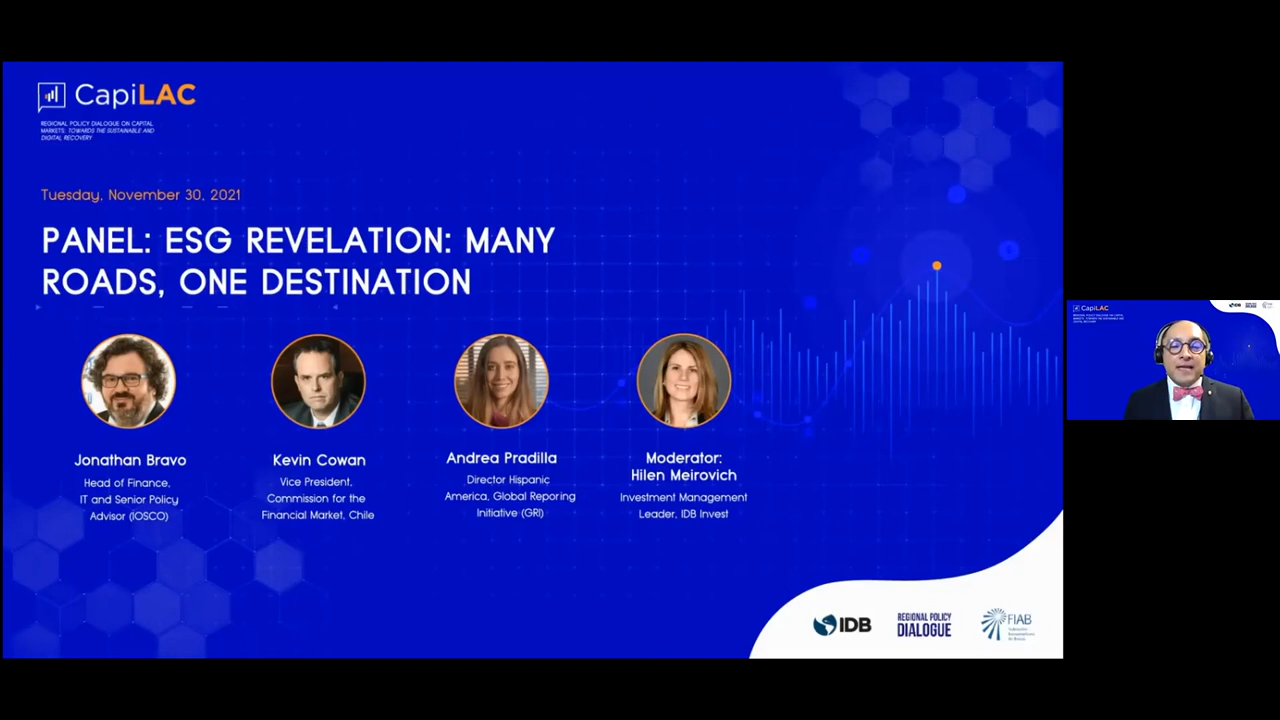 CapiLAC
REGIONAL POLICY DIALOGUE ON CAPITAL
MARKETS: TOWARDS THE SUSTAINABLE AND
DIGITAL RECOVERY
Tuesday, November 30, 2021
PANEL: ESG REVELATION: MANY
ROADS, ONE DESTINATION
Jonathan Bravo
Head of Finance,
IT and Senior Policy
Advisor (IOSCO)
Kevin Cowan
Vice President,
Commission for the
Financial Market, Chile
Andrea Pradilla
Director Hispanic
America, Global Reporing
Initiative (GRI)
Moderator:
Hilen Meirovich
Investment Management
Leader, IDB Invest
IDB
REGIONAL POLICY
DIALOGUE
FIAB
CapiLAC
IDB